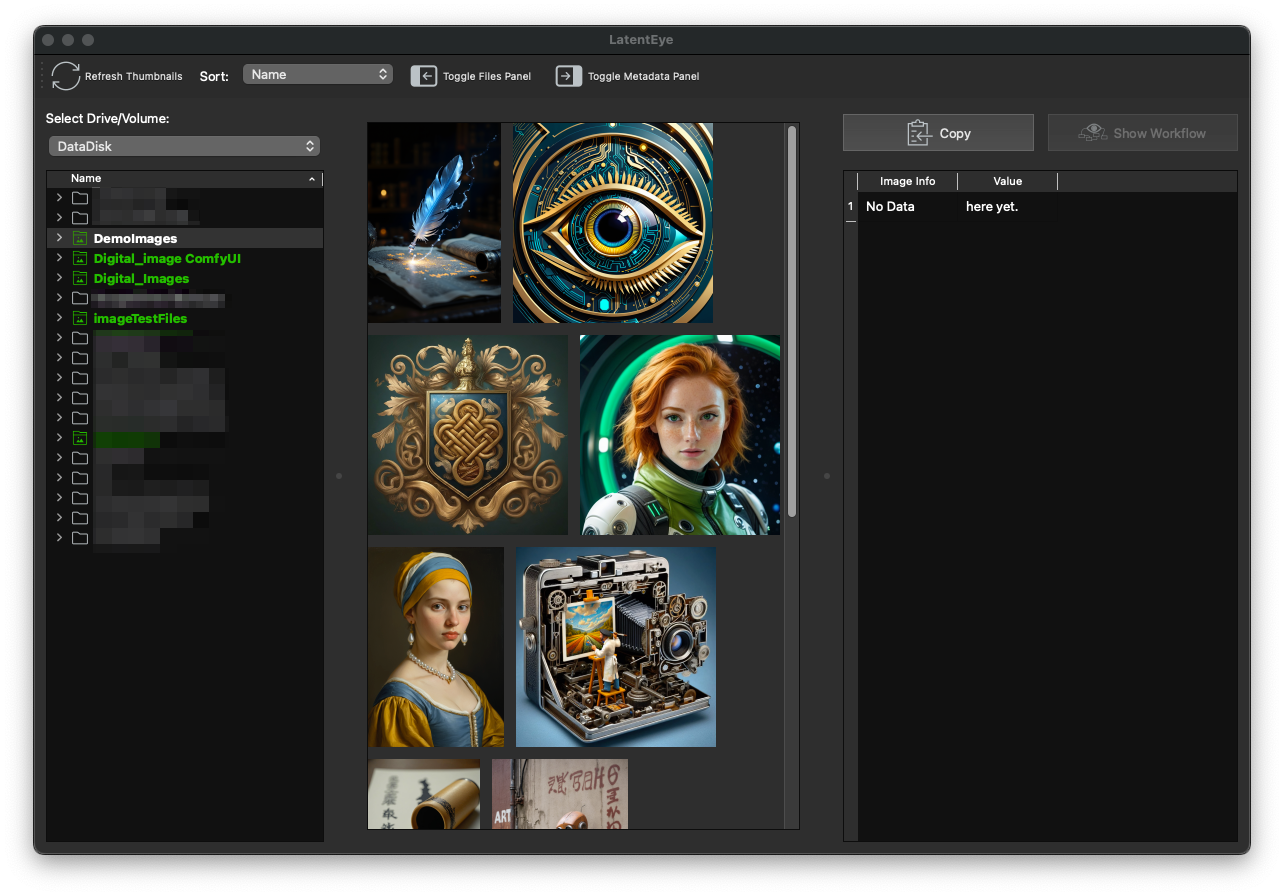 LatentEye
Refresh Thumbnails
Sort:
Name
Toggle Files Panel
Toggle Metadata Panel
Select Drive/Volume:
DataDisk
Name
DemoImages
Digital_image ComfyUI
Digital_Images
imageTestFiles
ART
Copy
Show Workflow
Image Info
Value
1
No Data
here yet.